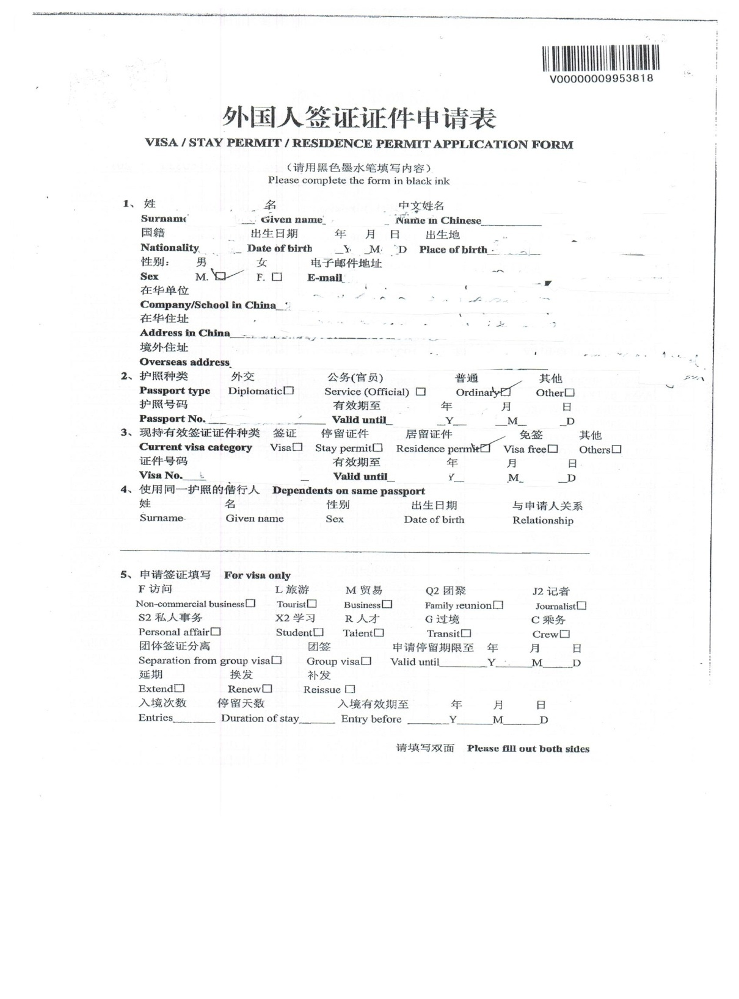 V00000009953818
外国人签证证件申请表
VISA / STAY PERMIT / RESIDENCE PERMIT APPLICATION FORM
（请用黑色墨水笔填写内容）
Please complete the form in black ink
1、姓 名 中文姓名
Surname Given name Name in Chinese
国籍 出生日期 年 月 日 出生地
Nationality Date of birth Y M D Place of birth
性别： 男 女 电子邮件地址
Sex M. ☑ F. □ E-mail
在华单位
Company/School in China
在华住址
Address in China
境外住址
Overseas address
2、护照种类 外交 公务(官员) 普通 其他
Passport type Diplomatic□ Service (Official) □ Ordinary☑ Other□
护照号码 有效期至 年 月 日
Passport No. Valid until Y M D
3、现持有效签证证件种类 签证 停留证件 居留证件 免签 其他
Current visa category Visa□ Stay permit□ Residence permit☑ Visa free□ Others□
证件号码 有效期至 年 月 日
Visa No. Valid until Y M D
4、使用同一护照的偕行人 Dependents on same passport
姓 名 性别 出生日期 与申请人关系
Surname Given name Sex Date of birth Relationship
5、申请签证填写 For visa only
F 访问 L 旅游 M 贸易 Q2 团聚 J2 记者
Non-commercial business□ Tourist□ Business□ Family reunion□ Journalist□
S2 私人事务 X2 学习 R 人才 G 过境 C 乘务
Personal affair□ Student□ Talent□ Transit□ Crew□
团体签证分离 团签 申请停留期限至 年 月 日
Separation from group visa□ Group visa□ Valid until Y M D
延期 换发 补发
Extend□ Renew□ Reissue □
入境次数 停留天数 入境有效期至 年 月 日
Entries Duration of stay Entry before Y M D
请填写双面 Please fill out both sides